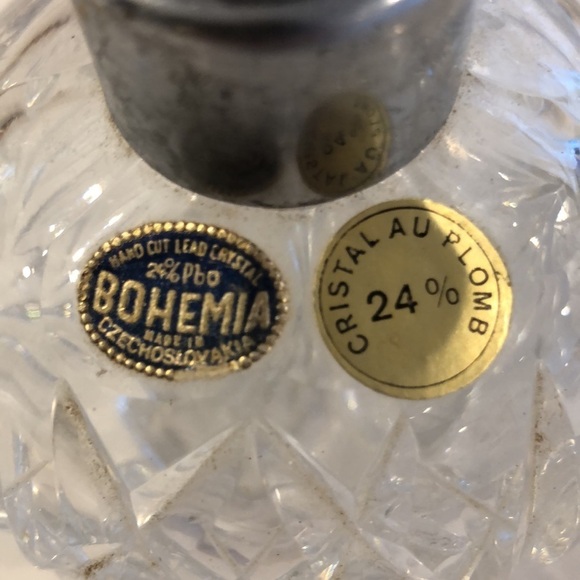 HAND CUT LEAD CRYSTAL
24% PbO
BOHEMIA
MADE IN
CZECHOSLOVAKIA
CRISTAL AU PLOMB
24%